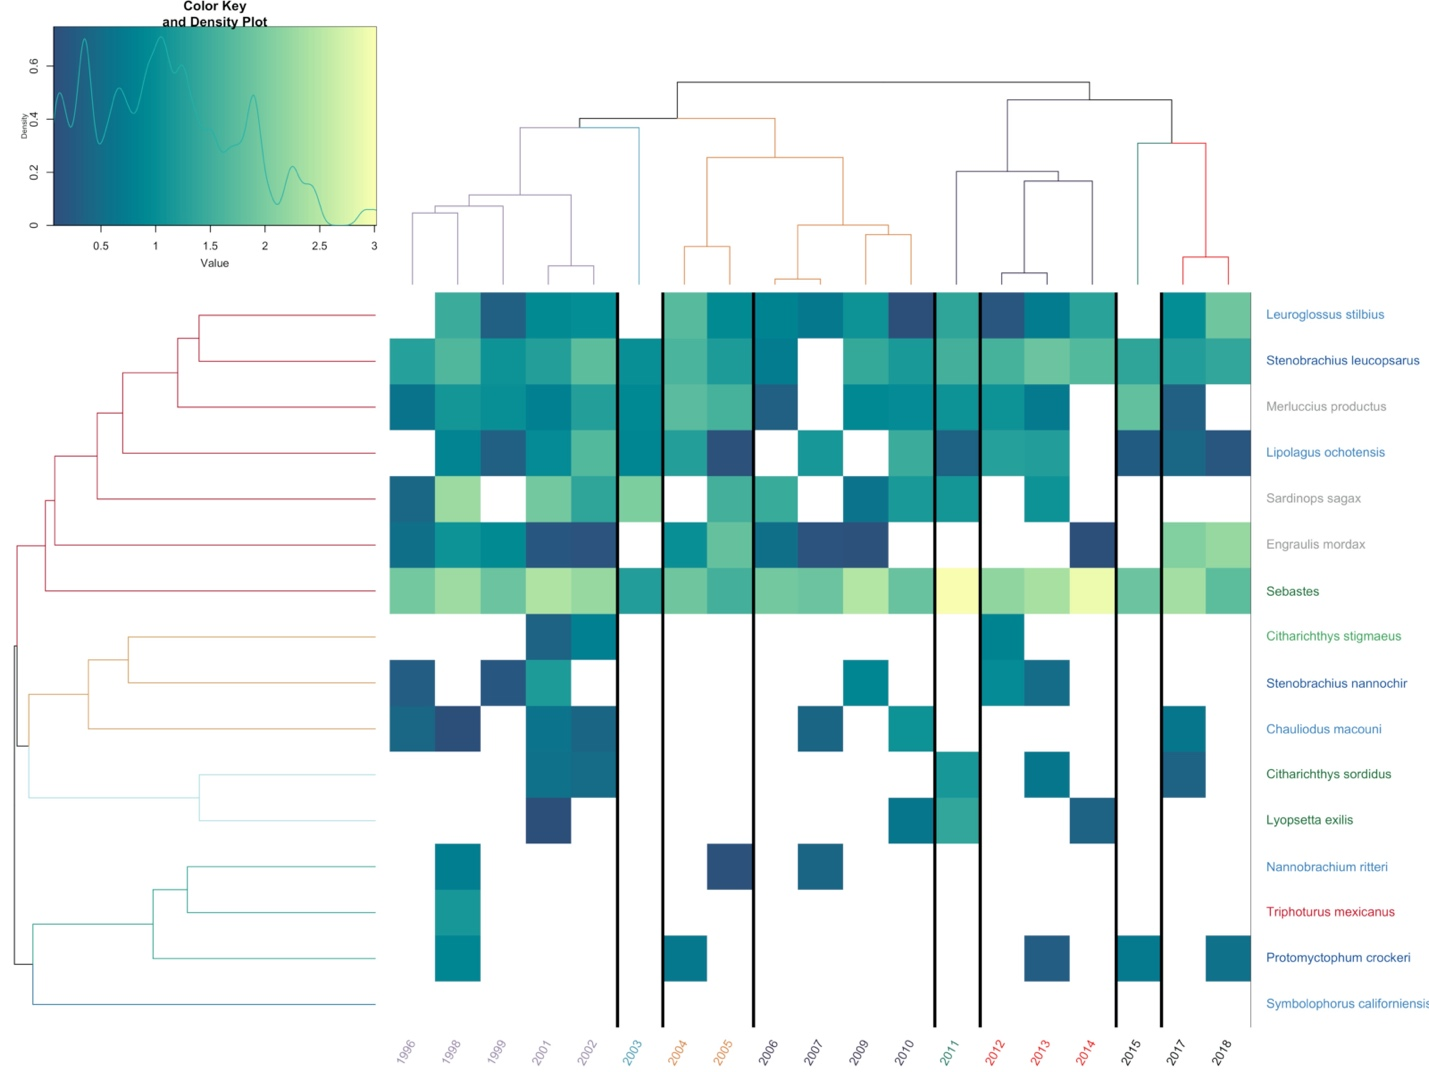 Color Key
and Density Plot
Density
0
0.2
0.4
0.6
0.5 1 1.5 2 2.5 3
Value
Leuroglossus stilbius
Stenobrachius leucopsarus
Merluccius productus
Lipolagus ochotensis
Sardinops sagax
Engraulis mordax
Sebastes
Citharichthys stigmaeus
Stenobrachius nannochir
Chauliodus macouni
Citharichthys sordidus
Lyopsetta exilis
Nannobrachium ritteri
Triphoturus mexicanus
Protomyctophum crockeri
Symbolophorus californiensis
1996 1998 1999 2001 2002 2003 2004 2005 2006 2007 2009 2010 2011 2012 2013 2014 2015 2017 2018